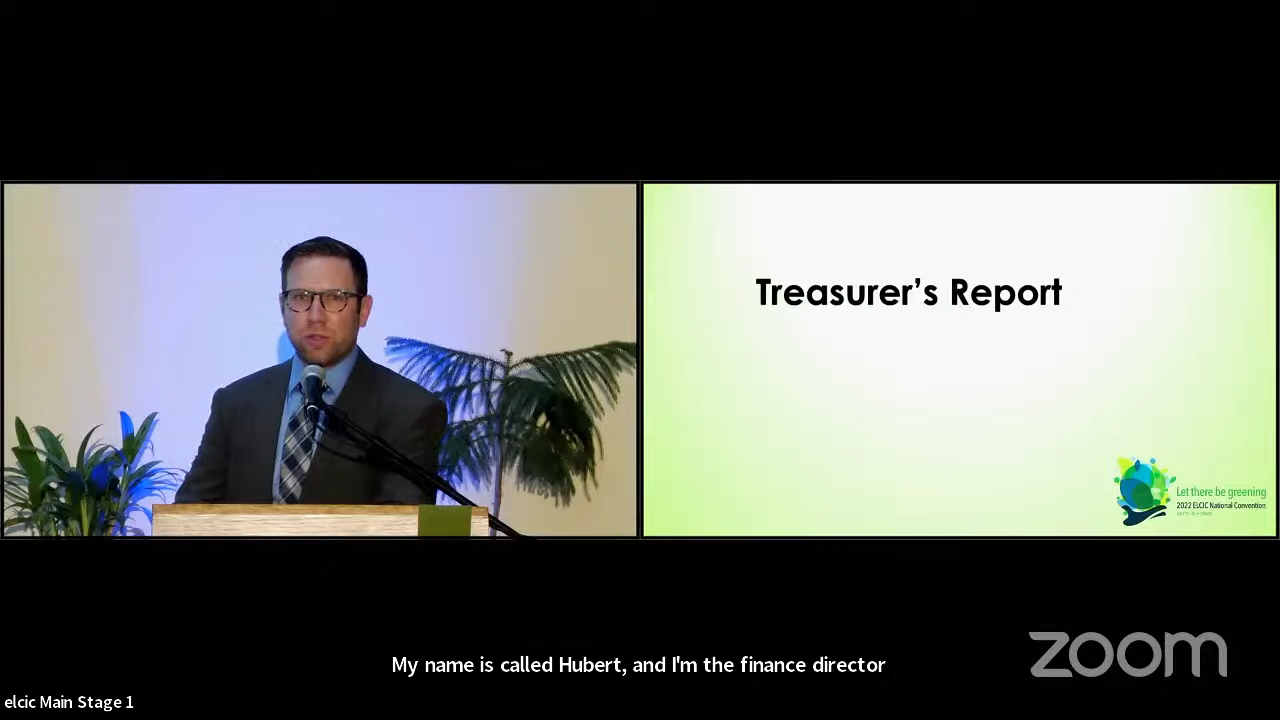 Treasurer's Report
Let there be greening
2022 ELCIC National Convention
My name is called Hubert, and I'm the finance director
zoom
elcic Main Stage 1